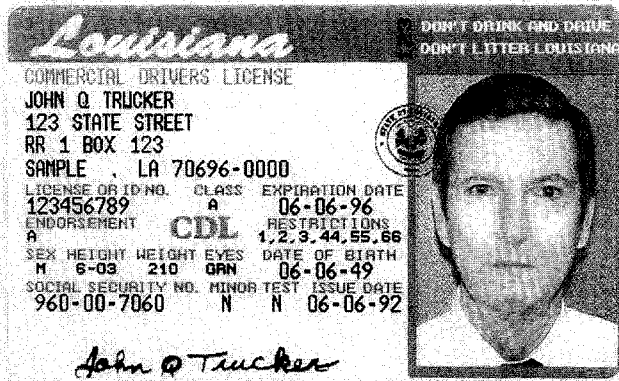 Louisiana
DON'T DRINK AND DRIVE
DON'T LITTER LOUISIANA
COMMERCIAL DRIVERS LICENSE
JOHN Q TRUCKER
123 STATE STREET
RR 1 BOX 123
SAMPLE , LA 70696-0000
LICENSE OR ID NO. CLASS EXPIRATION DATE
123456789 A 06-06-96
ENDORSEMENT CDL RESTRICTIONS
A 1,2,3,44,55,66
SEX HEIGHT WEIGHT EYES DATE OF BIRTH
M 6-03 210 GRN 06-06-49
SOCIAL SECURITY NO. MINOR TEST ISSUE DATE
960-00-7060 N N 06-06-92
John Q Trucker